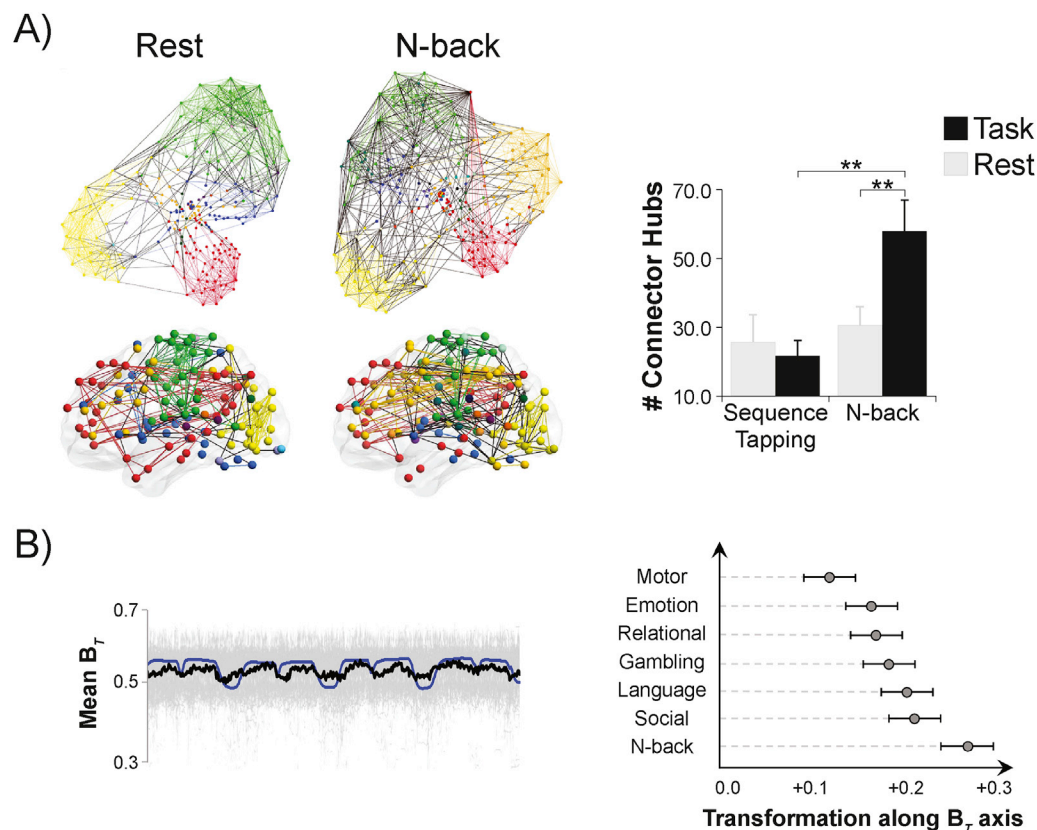 A)
Rest
N-back
Task
Rest
**
**
# Connector Hubs
70.0
50.0
30.0
10.0
Sequence
Tapping
N-back
B)
Mean B_T
0.7
0.5
0.3
Motor
Emotion
Relational
Gambling
Language
Social
N-back
0.0 +0.1 +0.2 +0.3
Transformation along B_T axis